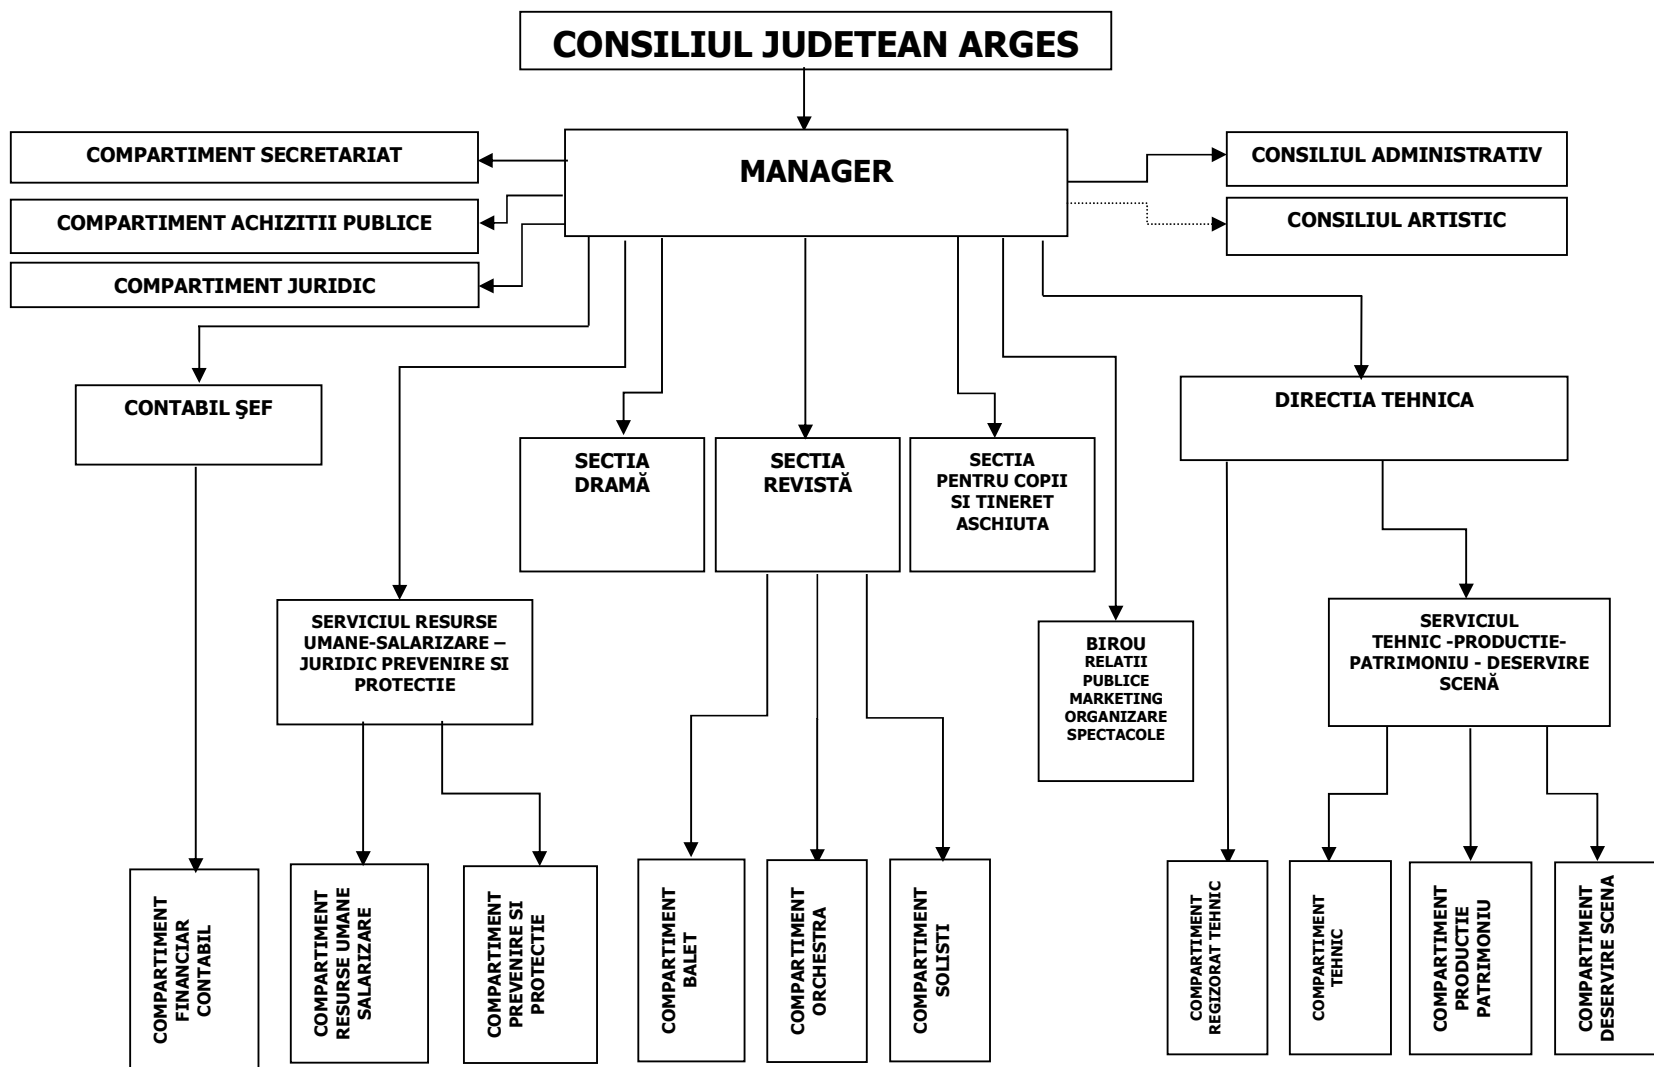 CONSILIUL JUDETEAN ARGES
MANAGER
COMPARTIMENT SECRETARIAT
COMPARTIMENT ACHIZITII PUBLICE
COMPARTIMENT JURIDIC
CONSILIUL ADMINISTRATIV
CONSILIUL ARTISTIC
CONTABIL ŞEF
DIRECTIA TEHNICA
SECTIA
DRAMĂ
SECTIA
REVISTĂ
SECTIA
PENTRU COPII
SI TINERET
ASCHIUTA
SERVICIUL RESURSE
UMANE-SALARIZARE –
JURIDIC PREVENIRE SI
PROTECTIE
BIROU
RELATII
PUBLICE
MARKETING
ORGANIZARE
SPECTACOLE
SERVICIUL
TEHNIC -PRODUCTIE-
PATRIMONIU - DESERVIRE
SCENĂ
COMPARTIMENT
FINANCIAR
CONTABIL
COMPARTIMENT
RESURSE UMANE
SALARIZARE
COMPARTIMENT
PREVENIRE SI
PROTECTIE
COMPARTIMENT
BALET
COMPARTIMENT
ORCHESTRA
COMPARTIMENT
SOLISTI
COMPARTIMENT
REGIZORAT TEHNIC
COMPARTIMENT
TEHNIC
COMPARTIMENT
PRODUCTIE
PATRIMONIU
COMPARTIMENT
DESERVIRE SCENA